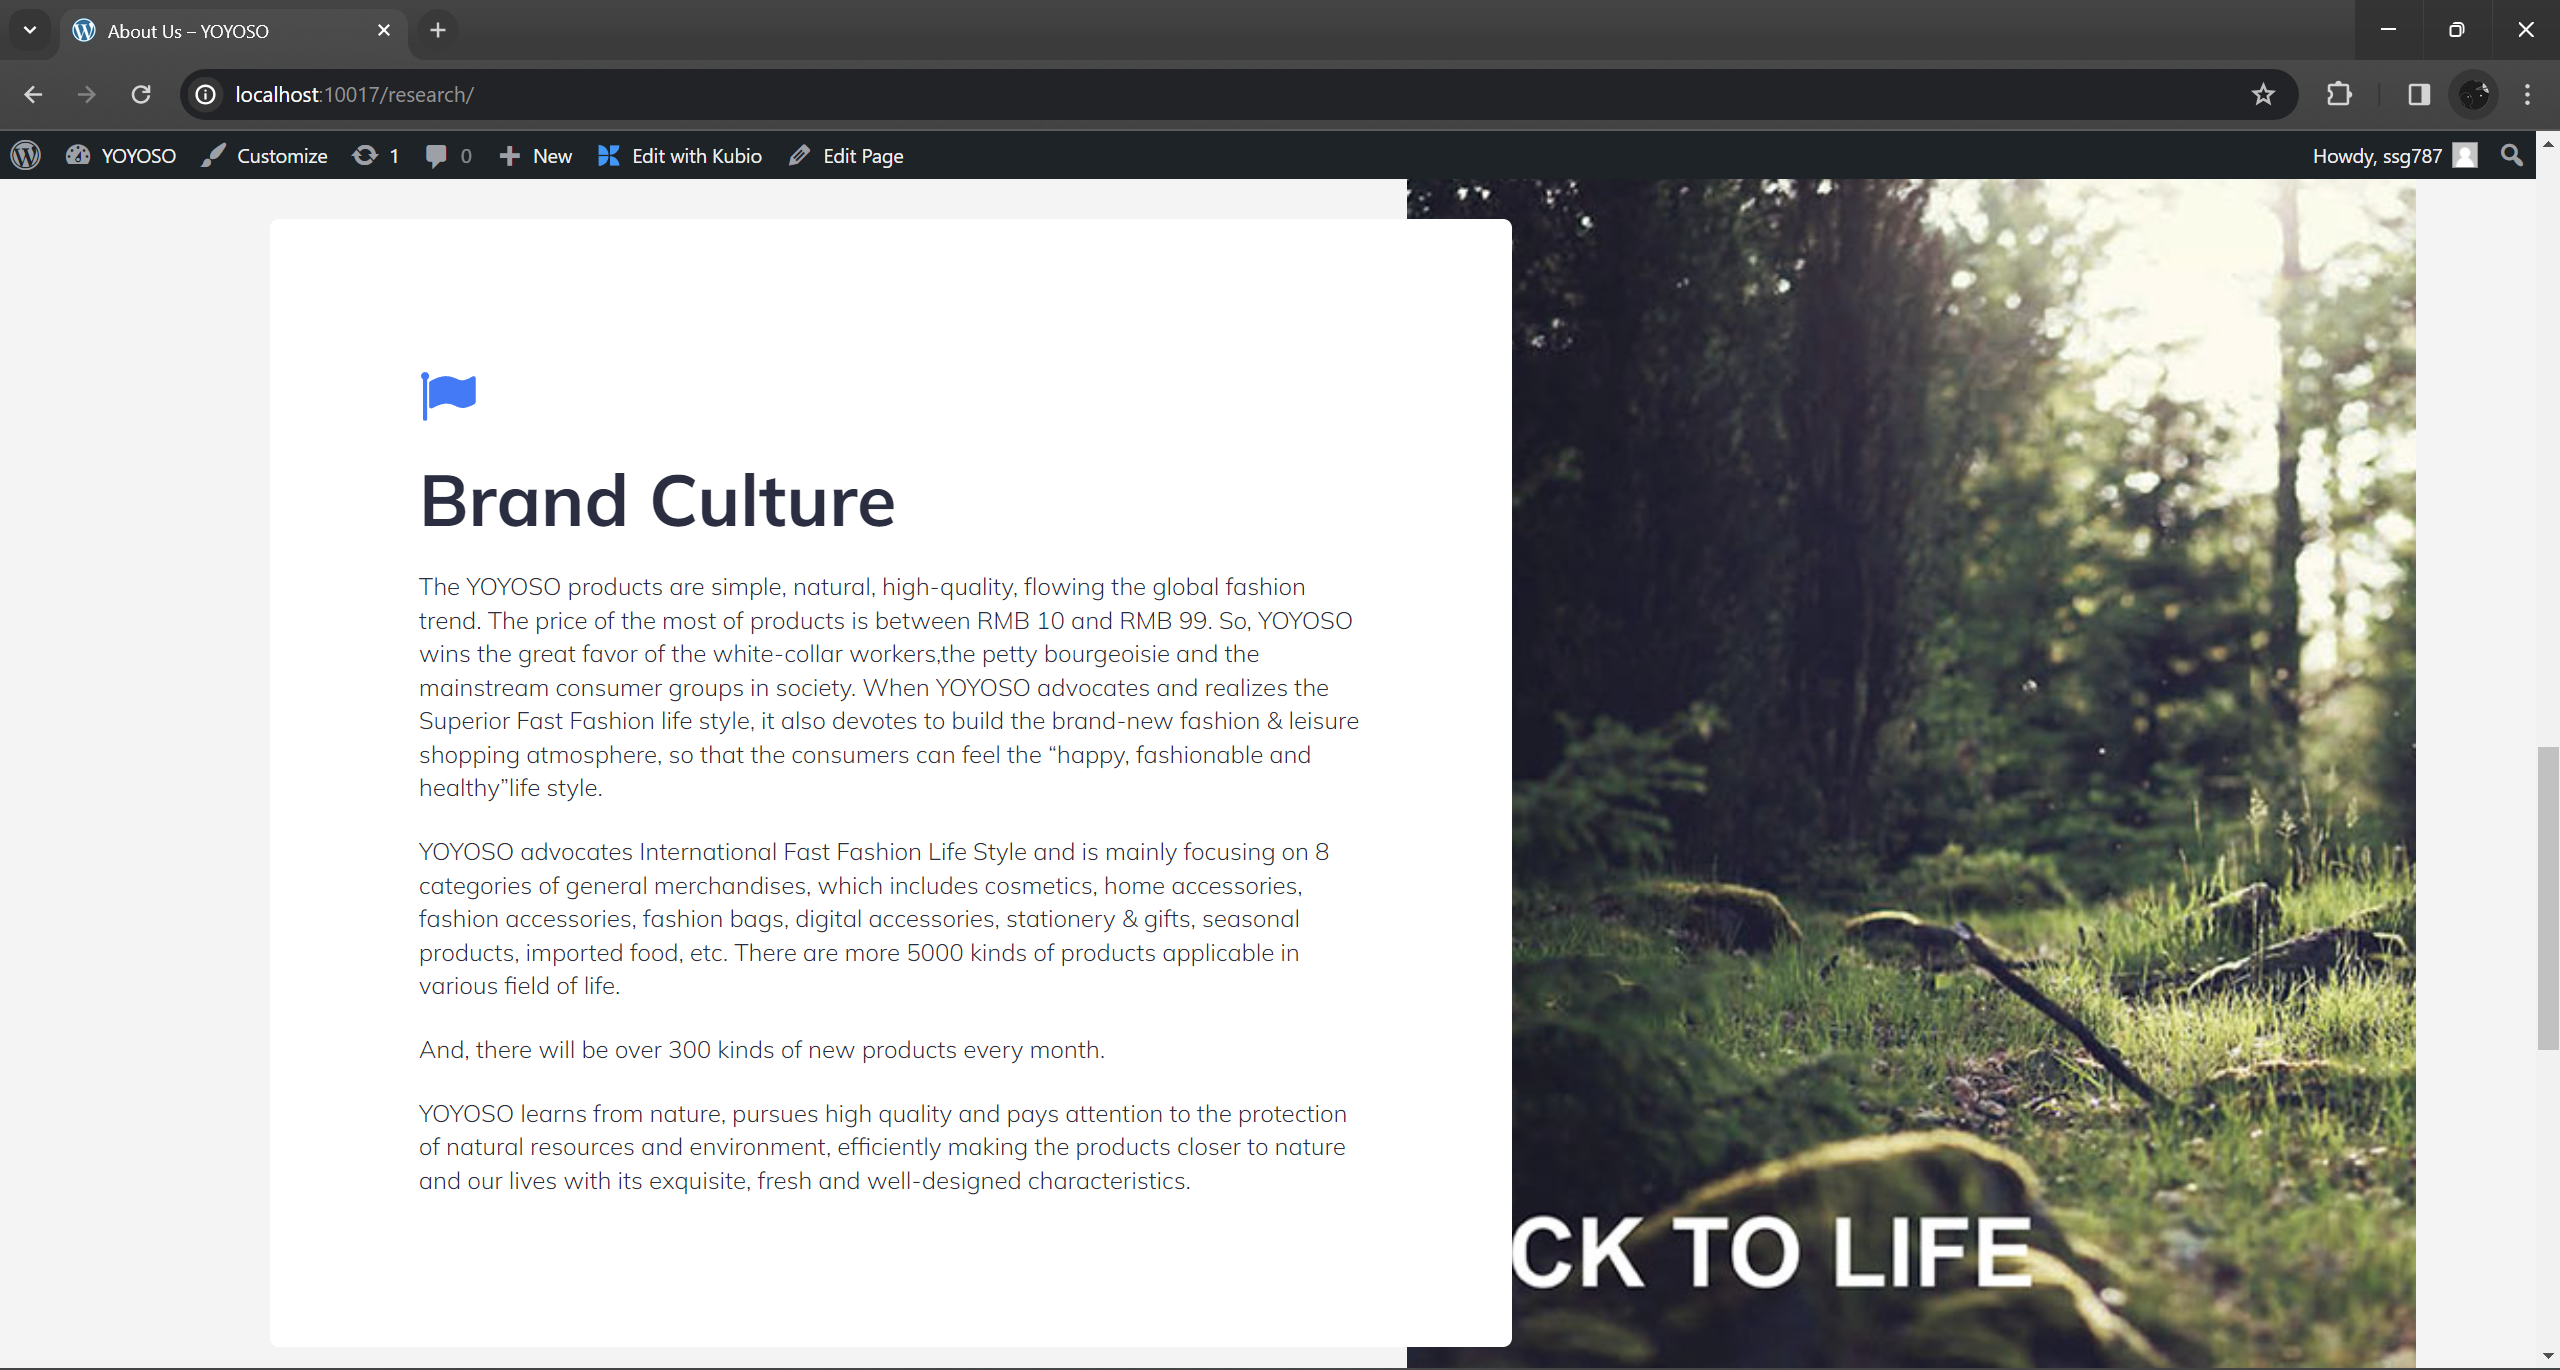 About Us – YOYOSO
localhost:10017/research/
YOYOSO Customize 1 0 New Edit with Kubio Edit Page Howdy, ssg787
Brand Culture
The YOYOSO products are simple, natural, high-quality, flowing the global fashion
trend. The price of the most of products is between RMB 10 and RMB 99. So, YOYOSO
wins the great favor of the white-collar workers,the petty bourgeoisie and the
mainstream consumer groups in society. When YOYOSO advocates and realizes the
Superior Fast Fashion life style, it also devotes to build the brand-new fashion & leisure
shopping atmosphere, so that the consumers can feel the “happy, fashionable and
healthy”life style.
YOYOSO advocates International Fast Fashion Life Style and is mainly focusing on 8
categories of general merchandises, which includes cosmetics, home accessories,
fashion accessories, fashion bags, digital accessories, stationery & gifts, seasonal
products, imported food, etc. There are more 5000 kinds of products applicable in
various field of life.
And, there will be over 300 kinds of new products every month.
YOYOSO learns from nature, pursues high quality and pays attention to the protection
of natural resources and environment, efficiently making the products closer to nature
and our lives with its exquisite, fresh and well-designed characteristics.
CK TO LIFE